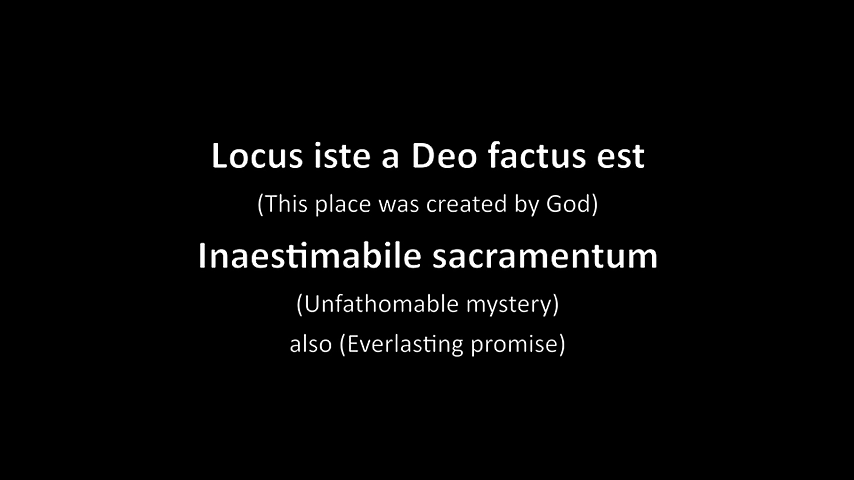 Locus iste a Deo factus est
(This place was created by God)
Inaestimabile sacramentum
(Unfathomable mystery)
also (Everlasting promise)